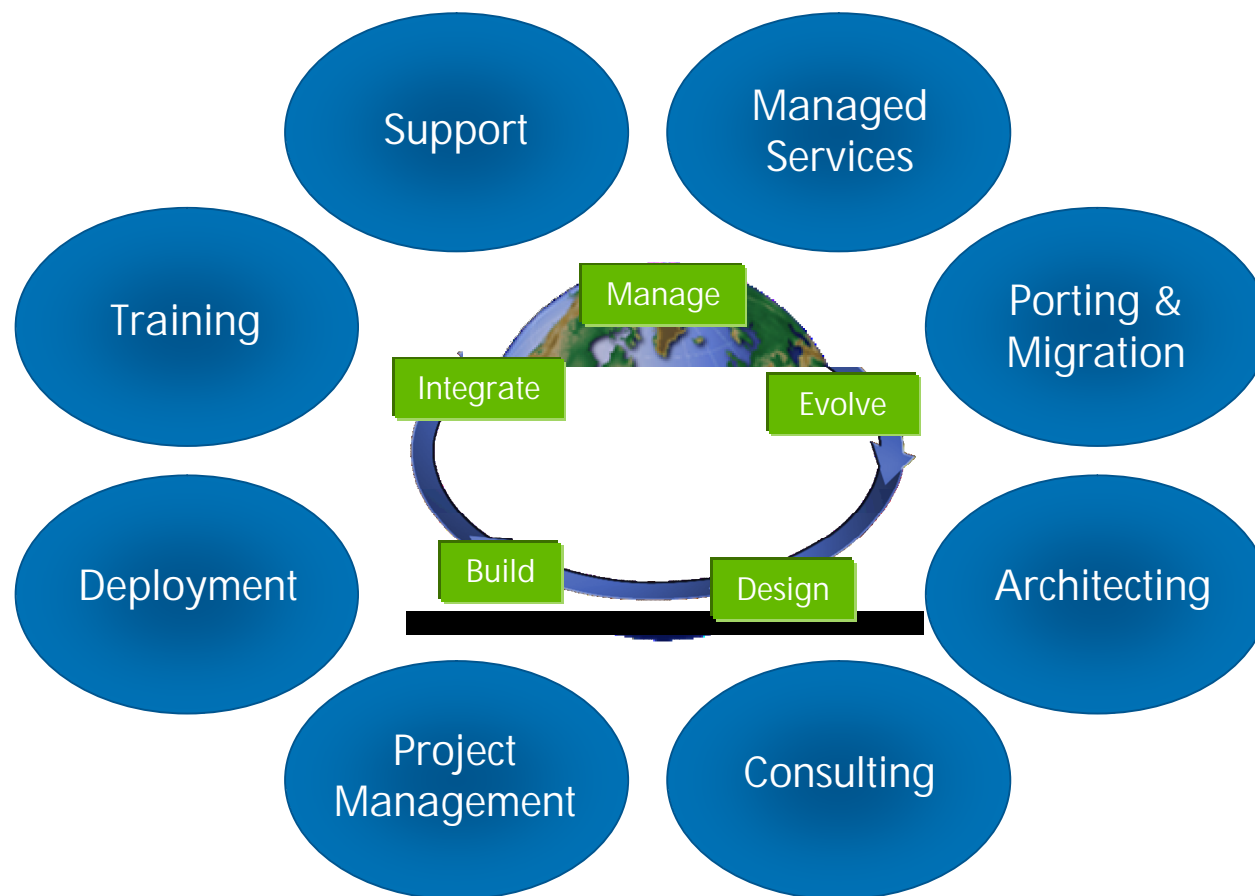 Support
Managed
Services
Training
Porting &
Migration
Manage
Integrate
Evolve
Deployment
Architecting
Build
Design
Project
Management
Consulting